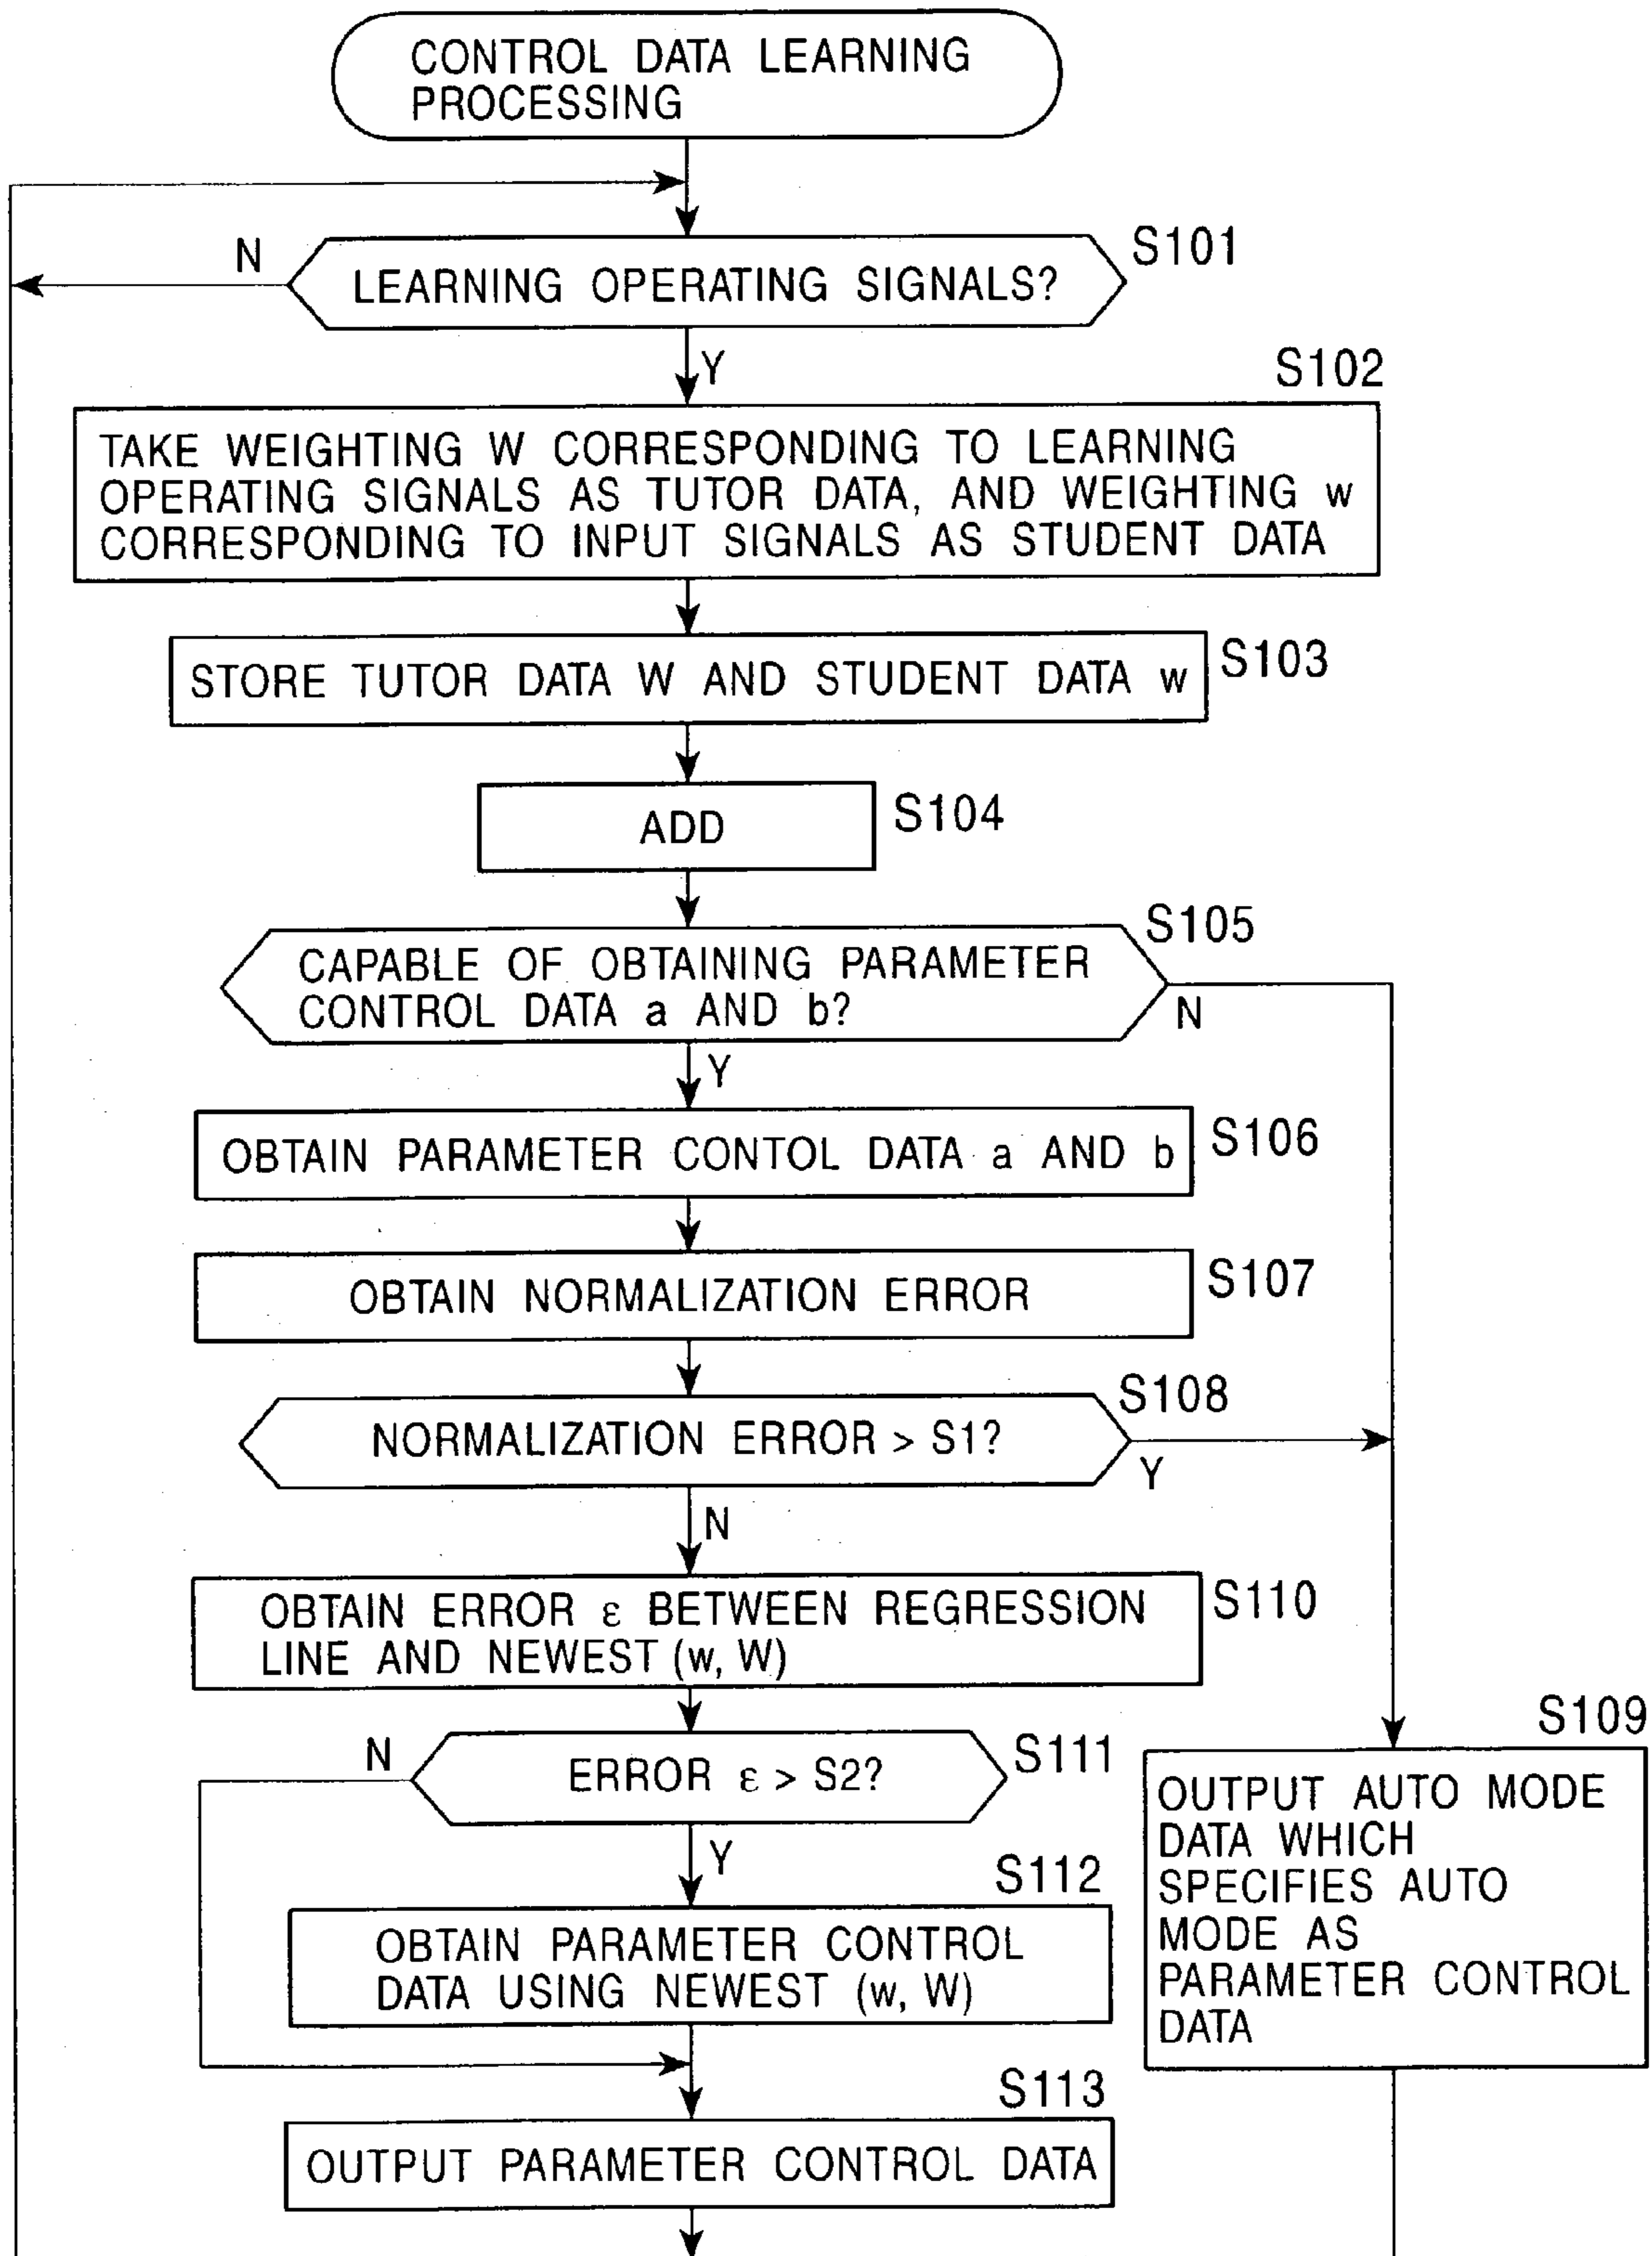 CONTROL DATA LEARNING
PROCESSING
N
LEARNING OPERATING SIGNALS?
S101
Y
S102
TAKE WEIGHTING W CORRESPONDING TO LEARNING
OPERATING SIGNALS AS TUTOR DATA, AND WEIGHTING w
CORRESPONDING TO INPUT SIGNALS AS STUDENT DATA
STORE TUTOR DATA W AND STUDENT DATA w
S103
ADD
S104
S105
CAPABLE OF OBTAINING PARAMETER
CONTROL DATA a AND b?
N
Y
OBTAIN PARAMETER CONTOL DATA a AND b
S106
OBTAIN NORMALIZATION ERROR
S107
S108
NORMALIZATION ERROR > S1?
Y
N
OBTAIN ERROR ε BETWEEN REGRESSION
LINE AND NEWEST (w, W)
S110
N
ERROR ε > S2?
S111
Y
S112
OBTAIN PARAMETER CONTROL
DATA USING NEWEST (w, W)
S109
OUTPUT AUTO MODE
DATA WHICH
SPECIFIES AUTO
MODE AS
PARAMETER CONTROL
DATA
S113
OUTPUT PARAMETER CONTROL DATA